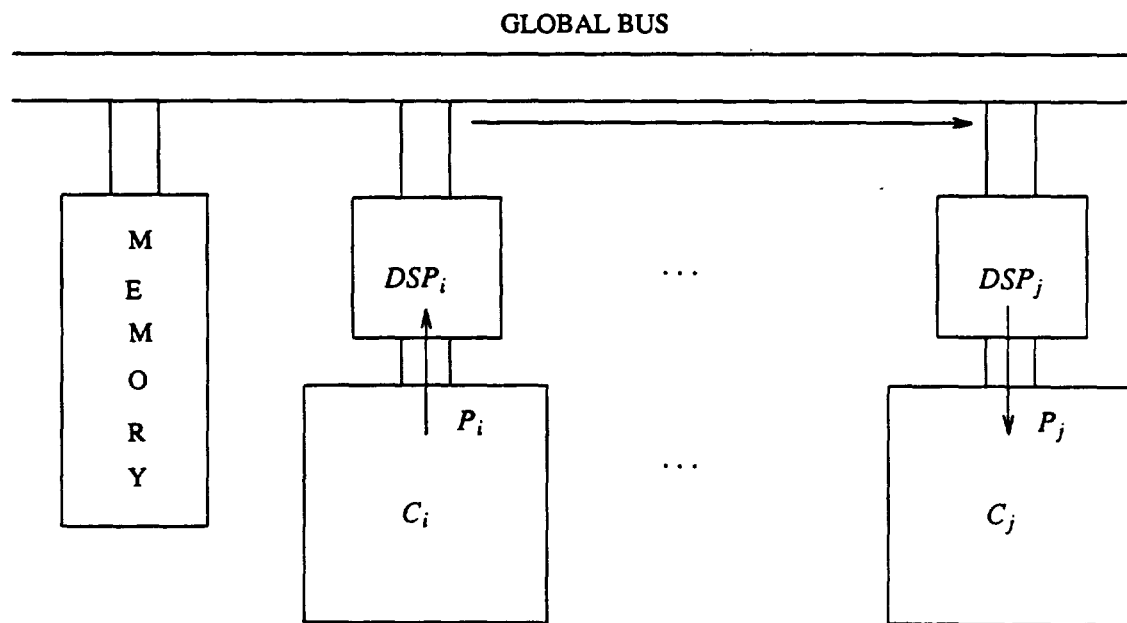 GLOBAL BUS
M
E
M
O
R
Y
DSP_i
...
DSP_j
P_i
P_j
...
C_i
C_j